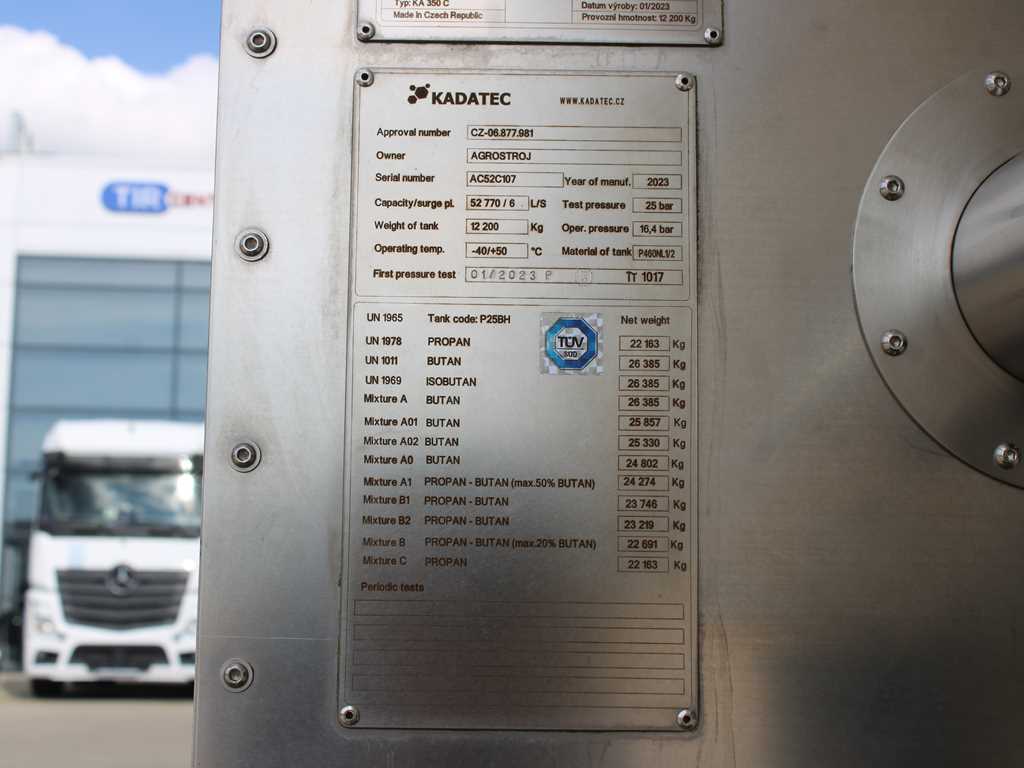 Typ: KA 350 C
Made in Czech Republic
Datum výroby: 01/2023
Provozní hmotnost: 12 200 Kg
KADATEC WWW.KADATEC.CZ
Approval number CZ-06.877.981
Owner AGROSTROJ
Serial number AC52C107 Year of manuf. 2023
Capacity/surge pl. 52 770 / 6 L/S Test pressure 25 bar
Weight of tank 12 200 Kg Oper. pressure 16,4 bar
Operating temp. -40/+50 °C Material of tank P460NL1/2
First pressure test 01/2023 P TT 1017
UN 1965 Tank code: P25BH Net weight
UN 1978 PROPAN 22 163 Kg
UN 1011 BUTAN 26 385 Kg
UN 1969 ISOBUTAN 26 385 Kg
Mixture A BUTAN 26 385 Kg
Mixture A01 BUTAN 25 857 Kg
Mixture A02 BUTAN 25 330 Kg
Mixture A0 BUTAN 24 802 Kg
Mixture A1 PROPAN - BUTAN (max.50% BUTAN) 24 274 Kg
Mixture B1 PROPAN - BUTAN 23 746 Kg
Mixture B2 PROPAN - BUTAN 23 219 Kg
Mixture B PROPAN - BUTAN (max.20% BUTAN) 22 691 Kg
Mixture C PROPAN 22 163 Kg
Periodic tests
TÜV
SÜD
TIR